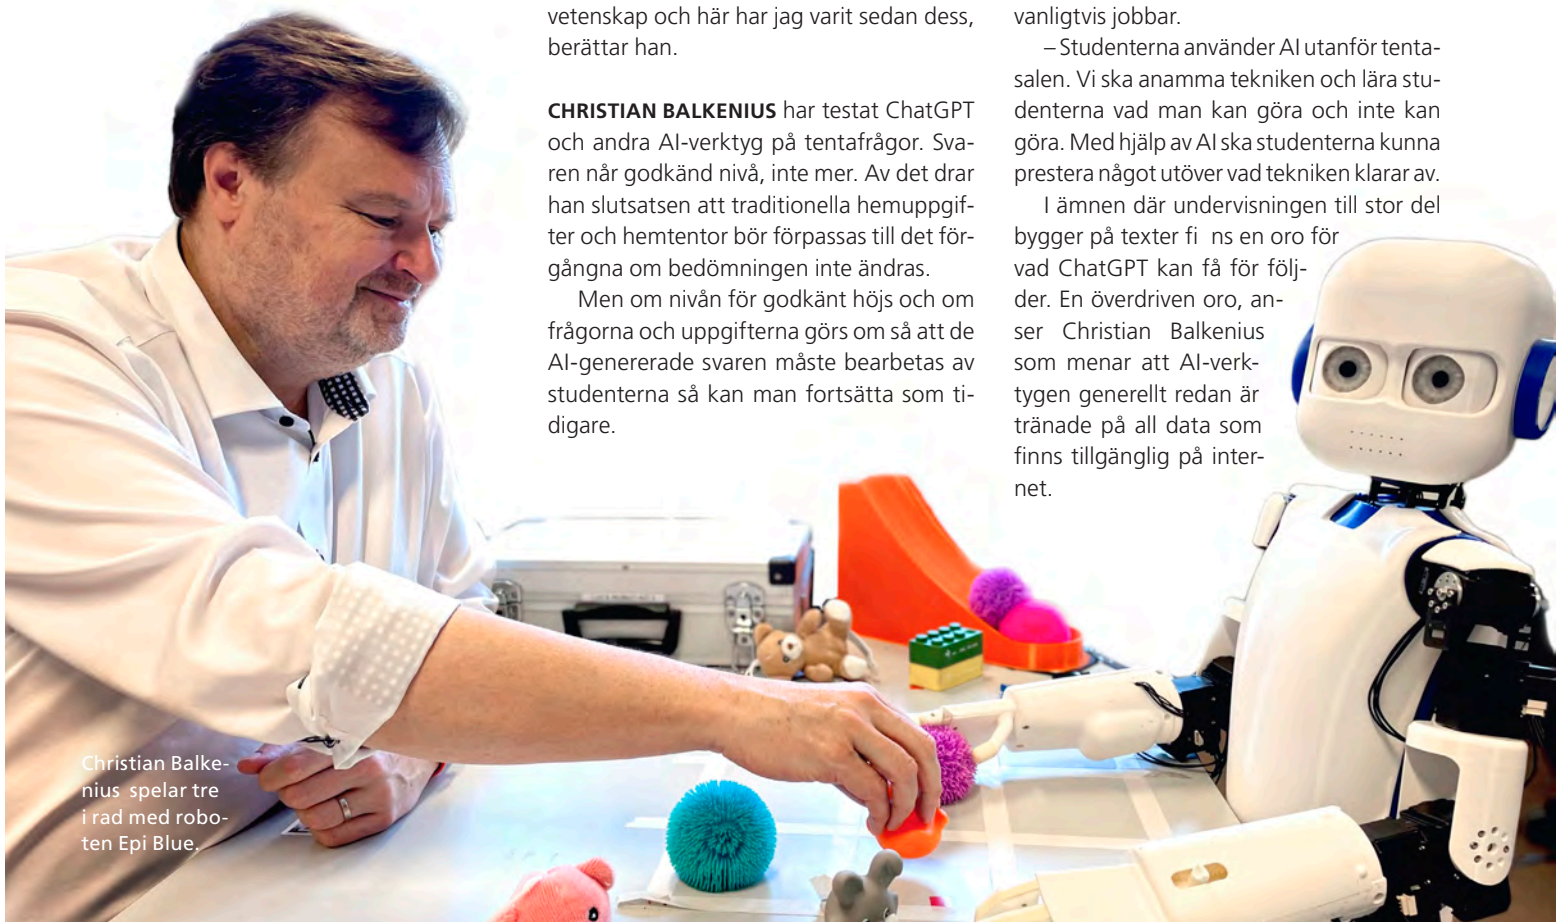 vetenskap och här har jag varit sedan dess,
berättar han.
CHRISTIAN BALKENIUS har testat ChatGPT
och andra AI-verktyg på tentafrågor. Sva-
ren når godkänd nivå, inte mer. Av det drar
han slutsatsen att traditionella hemuppgif-
ter och hemtentor bör förpassas till det för-
gångna om bedömningen inte ändras.
Men om nivån för godkänt höjs och om
frågorna och uppgifterna görs om så att de
AI-genererade svaren måste bearbetas av
studenterna så kan man fortsätta som ti-
digare.
vanligtvis jobbar.
– Studenterna använder AI utanför tenta-
salen. Vi ska anamma tekniken och lära stu-
denterna vad man kan göra och inte kan
göra. Med hjälp av AI ska studenterna kunna
prestera något utöver vad tekniken klarar av.
I ämnen där undervisningen till stor del
bygger på texter fi ns en oro för
vad ChatGPT kan få för följ-
der. En överdriven oro, an-
ser Christian Balkenius
som menar att AI-verk-
tygen generellt redan är
tränade på all data som
finns tillgänglig på inter-
net.
Christian Balke-
nius spelar tre
i rad med robo-
ten Epi Blue.